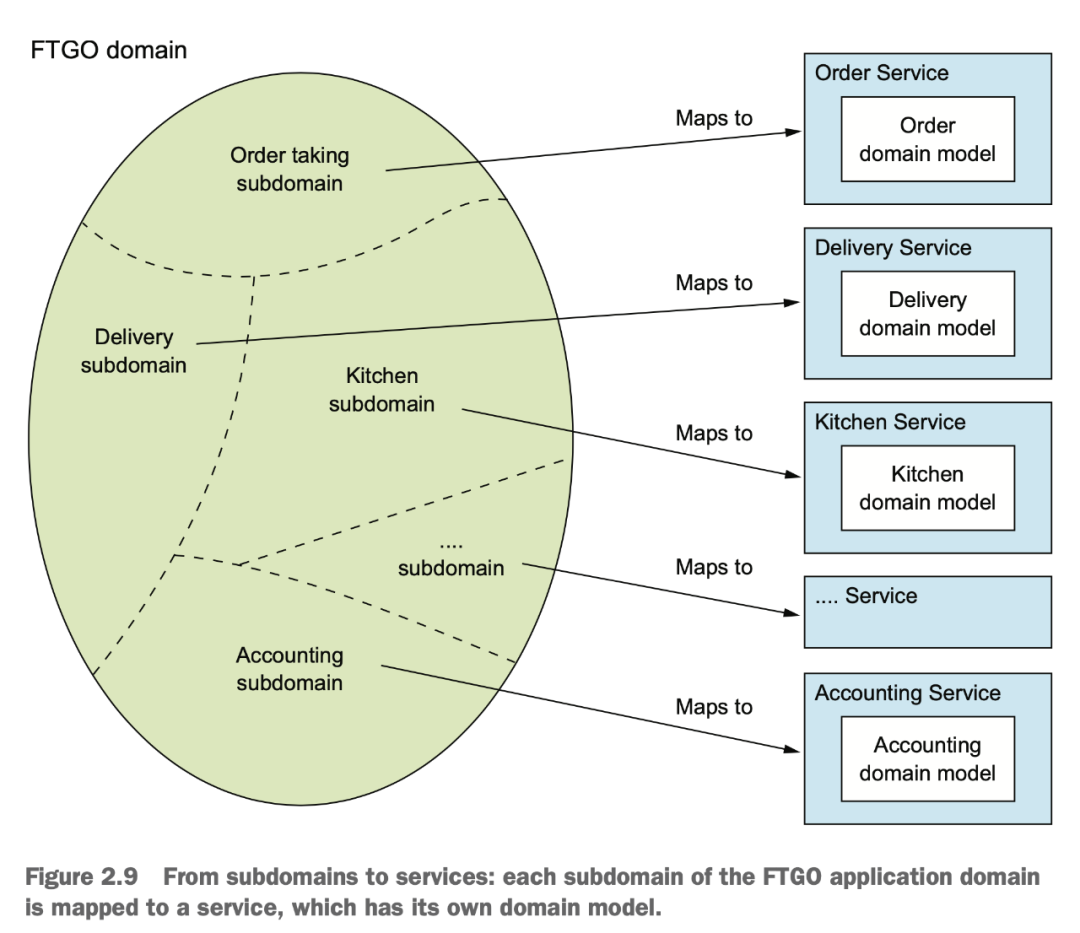 FTGO domain
Order taking
subdomain
Delivery
subdomain
Kitchen
subdomain
....
subdomain
Accounting
subdomain
Maps to
Maps to
Maps to
Maps to
Maps to
Order Service
Order
domain model
Delivery Service
Delivery
domain model
Kitchen Service
Kitchen
domain model
.... Service
Accounting Service
Accounting
domain model
Figure 2.9 From subdomains to services: each subdomain of the FTGO application domain
is mapped to a service, which has its own domain model.